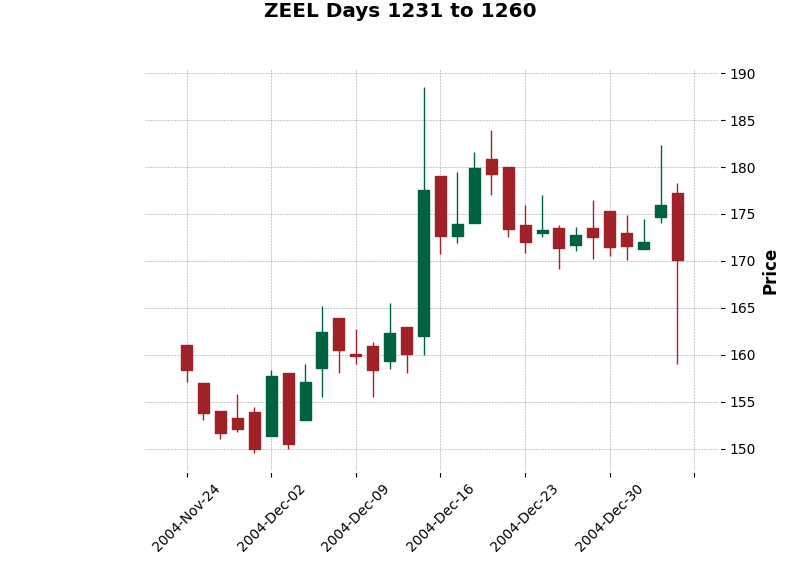 ZEEL Days 1231 to 1260
190
185
180
175
170
165
160
155
150
Price
2004-Nov-24
2004-Dec-02
2004-Dec-09
2004-Dec-16
2004-Dec-23
2004-Dec-30